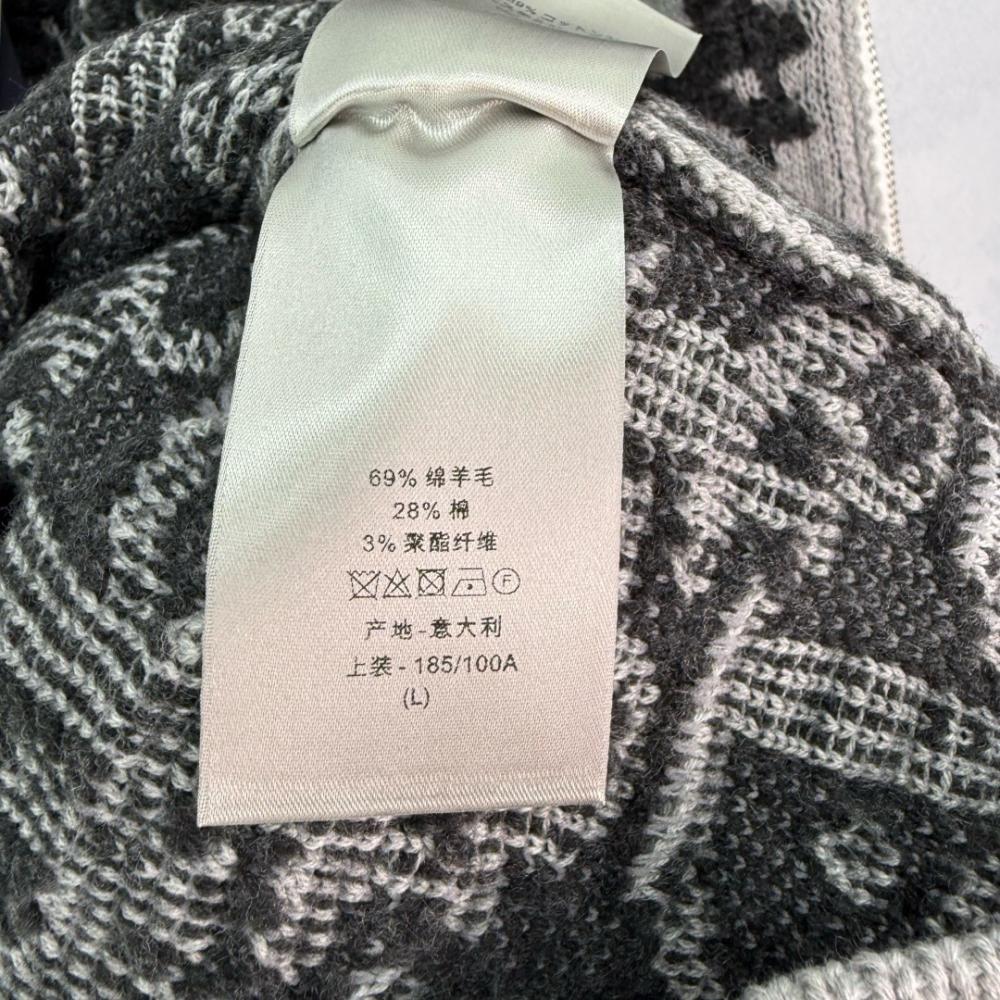 69% 绵羊毛
28% 棉
3% 聚酯纤维
F
产地-意大利
上装 - 185/100A
(L)